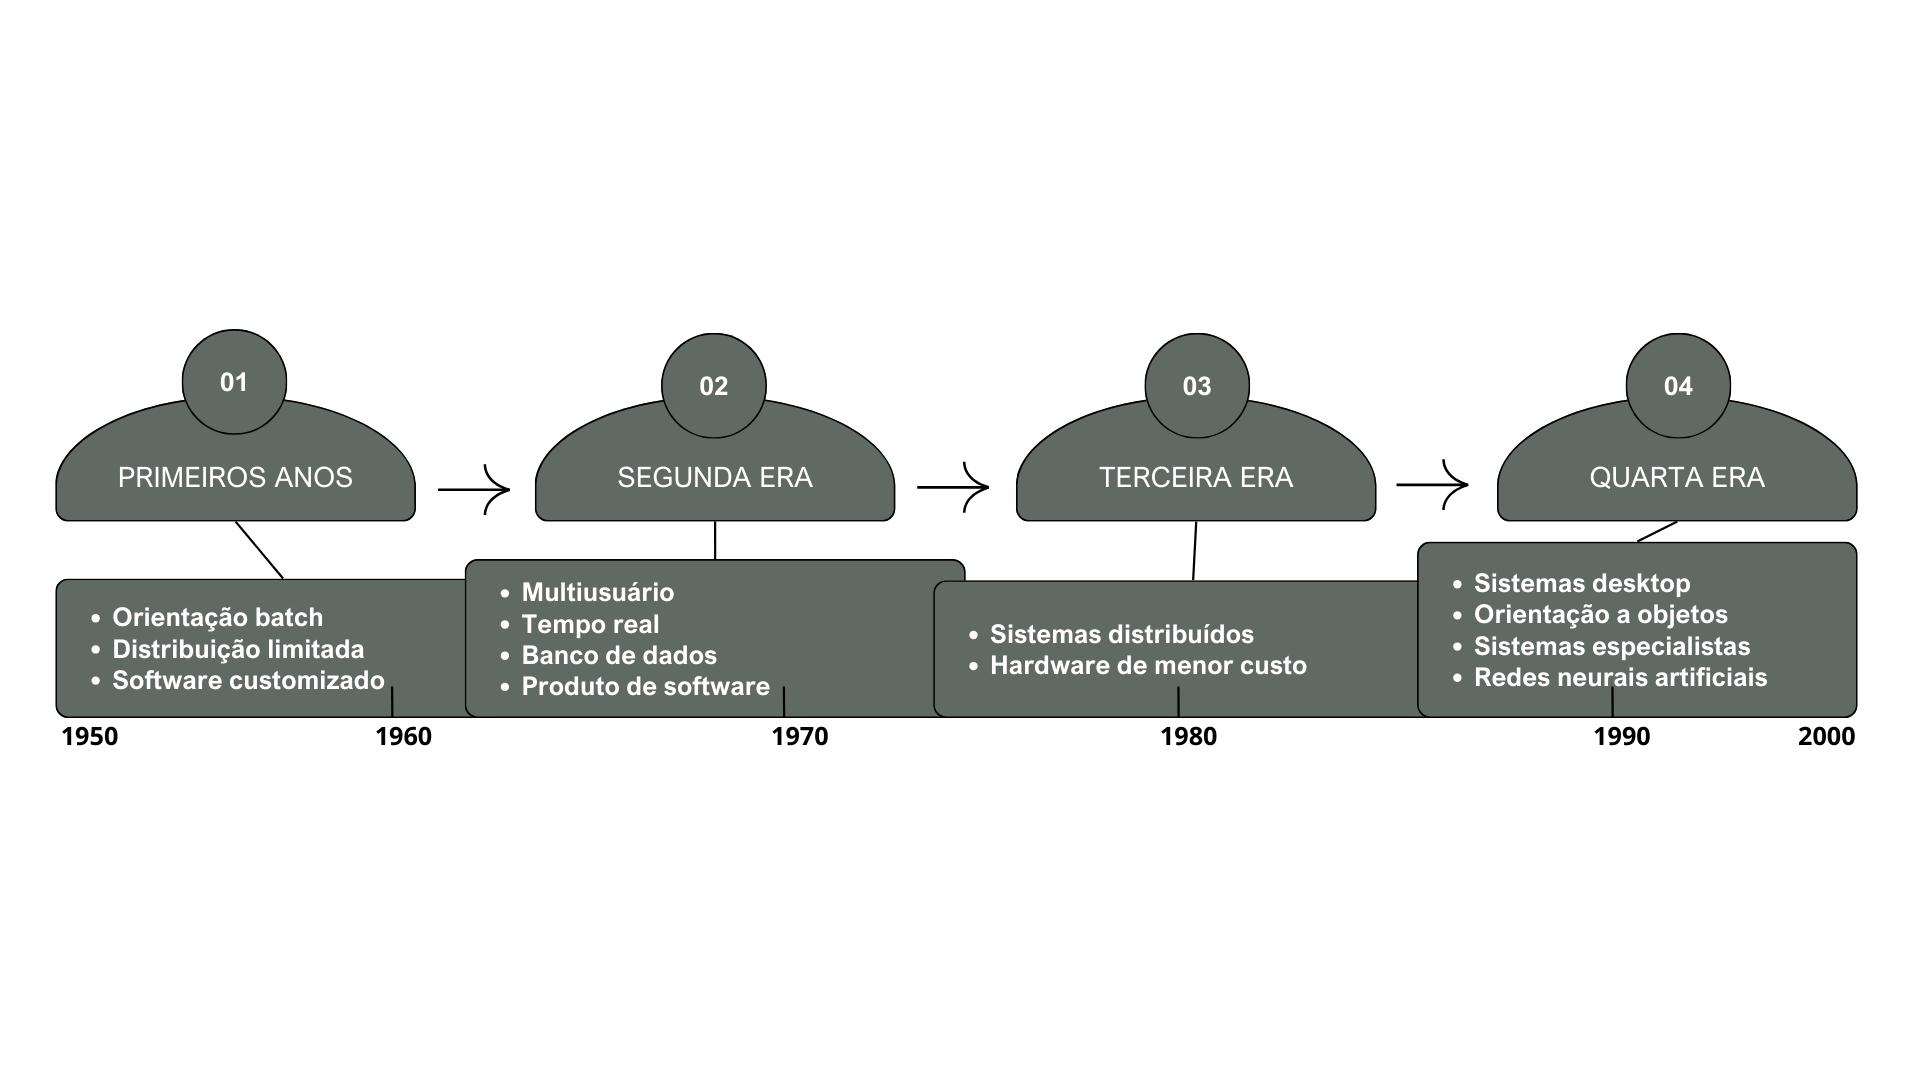 01
PRIMEIROS ANOS
02
SEGUNDA ERA
03
TERCEIRA ERA
04
QUARTA ERA
• Orientação batch
• Distribuição limitada
• Software customizado
• Multiusuário
• Tempo real
• Banco de dados
• Produto de software
• Sistemas distribuídos
• Hardware de menor custo
• Sistemas desktop
• Orientação a objetos
• Sistemas especialistas
• Redes neurais artificiais
1950
1960
1970
1980
1990
2000